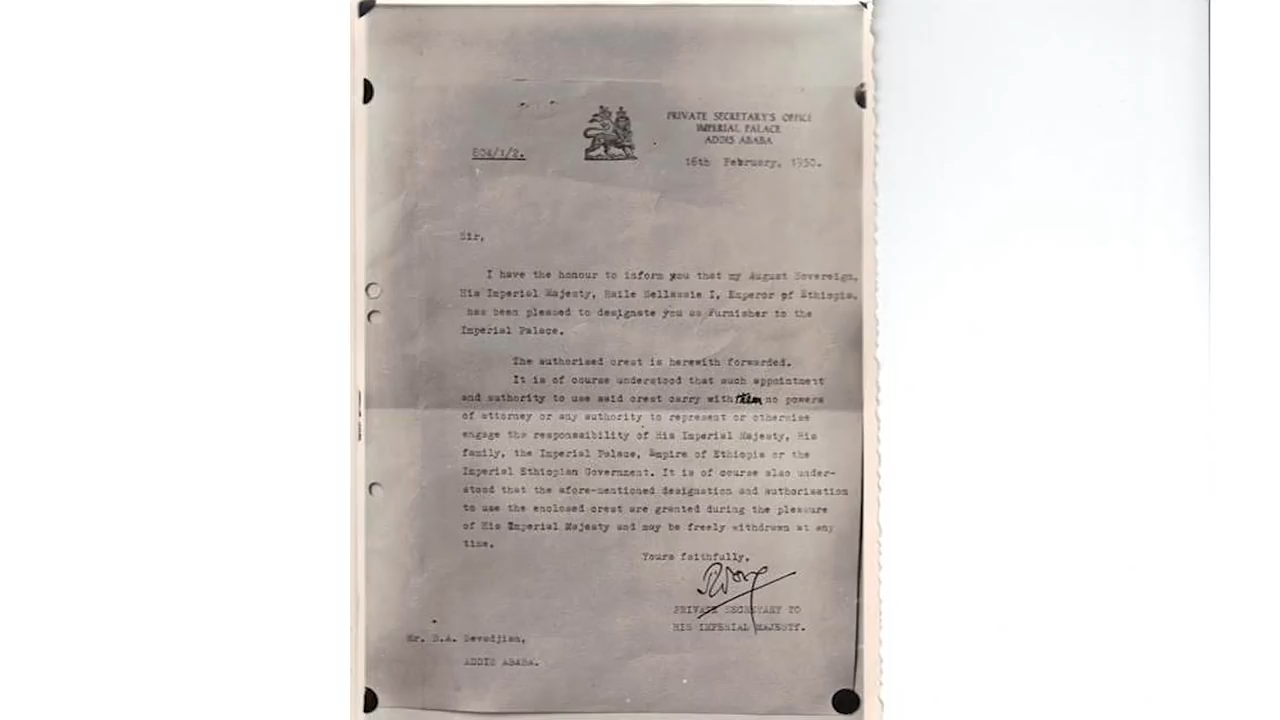 PRIVATE SECRETARY'S OFFICE
IMPERIAL PALACE
ADDIS ABABA
804/1/2.
16th February, 1950.
Sir,
I have the honour to inform you that my August Sovereign,
His Imperial Majesty, Haile Sellassie I, Emperor of Ethiopia,
has been pleased to designate you as Furnisher to the
Imperial Palace.
The authorised crest is herewith forwarded.
It is of course understood that such appointment
and authority to use said crest carry with them no powers
of attorney or any authority to represent or otherwise
engage the responsibility of His Imperial Majesty, His
family, the Imperial Palace, Empire of Ethiopia or the
Imperial Ethiopian Government. It is of course also under-
stood that the afore-mentioned designation and authorisation
to use the enclosed crest are granted during the pleasure
of His Imperial Majesty and may be freely withdrawn at any
time.
Yours faithfully,
PRIVATE SECRETARY TO
HIS IMPERIAL MAJESTY.
Mr. Sevadjian,
ADDIS ABABA.